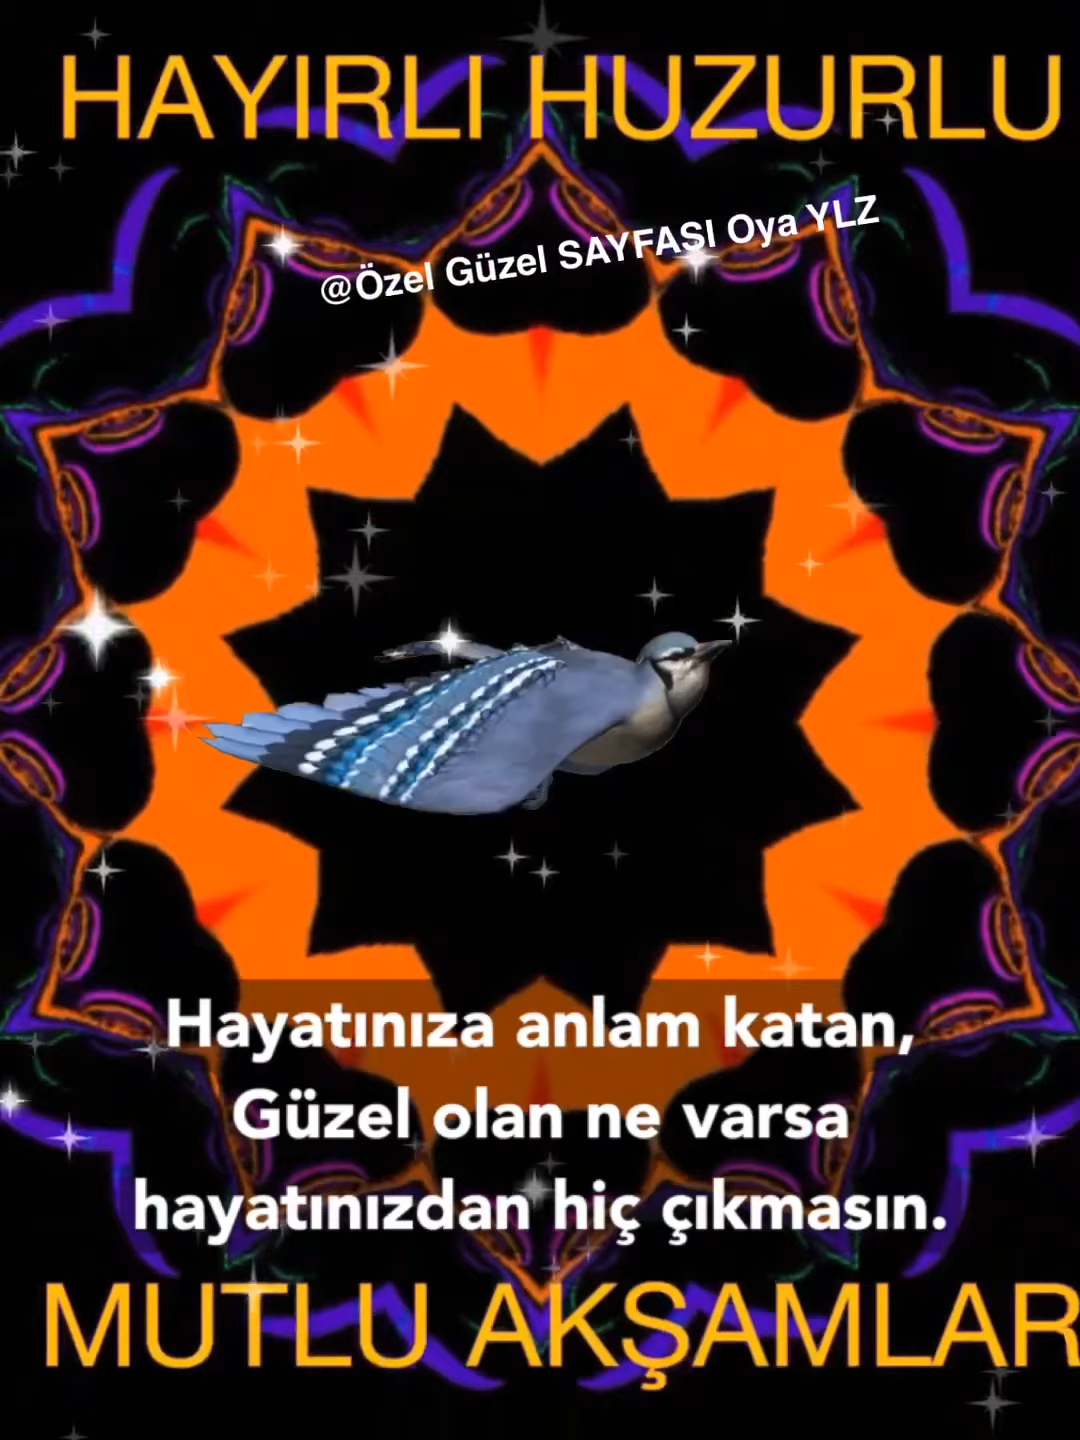 HAYIRLI HUZURLU
@Özel Güzel SAYFASI Oya YLZ
Hayatınıza anlam katan,
Güzel olan ne varsa
hayatınızdan hiç çıkmasın.
MUTLU AKŞAMLAR